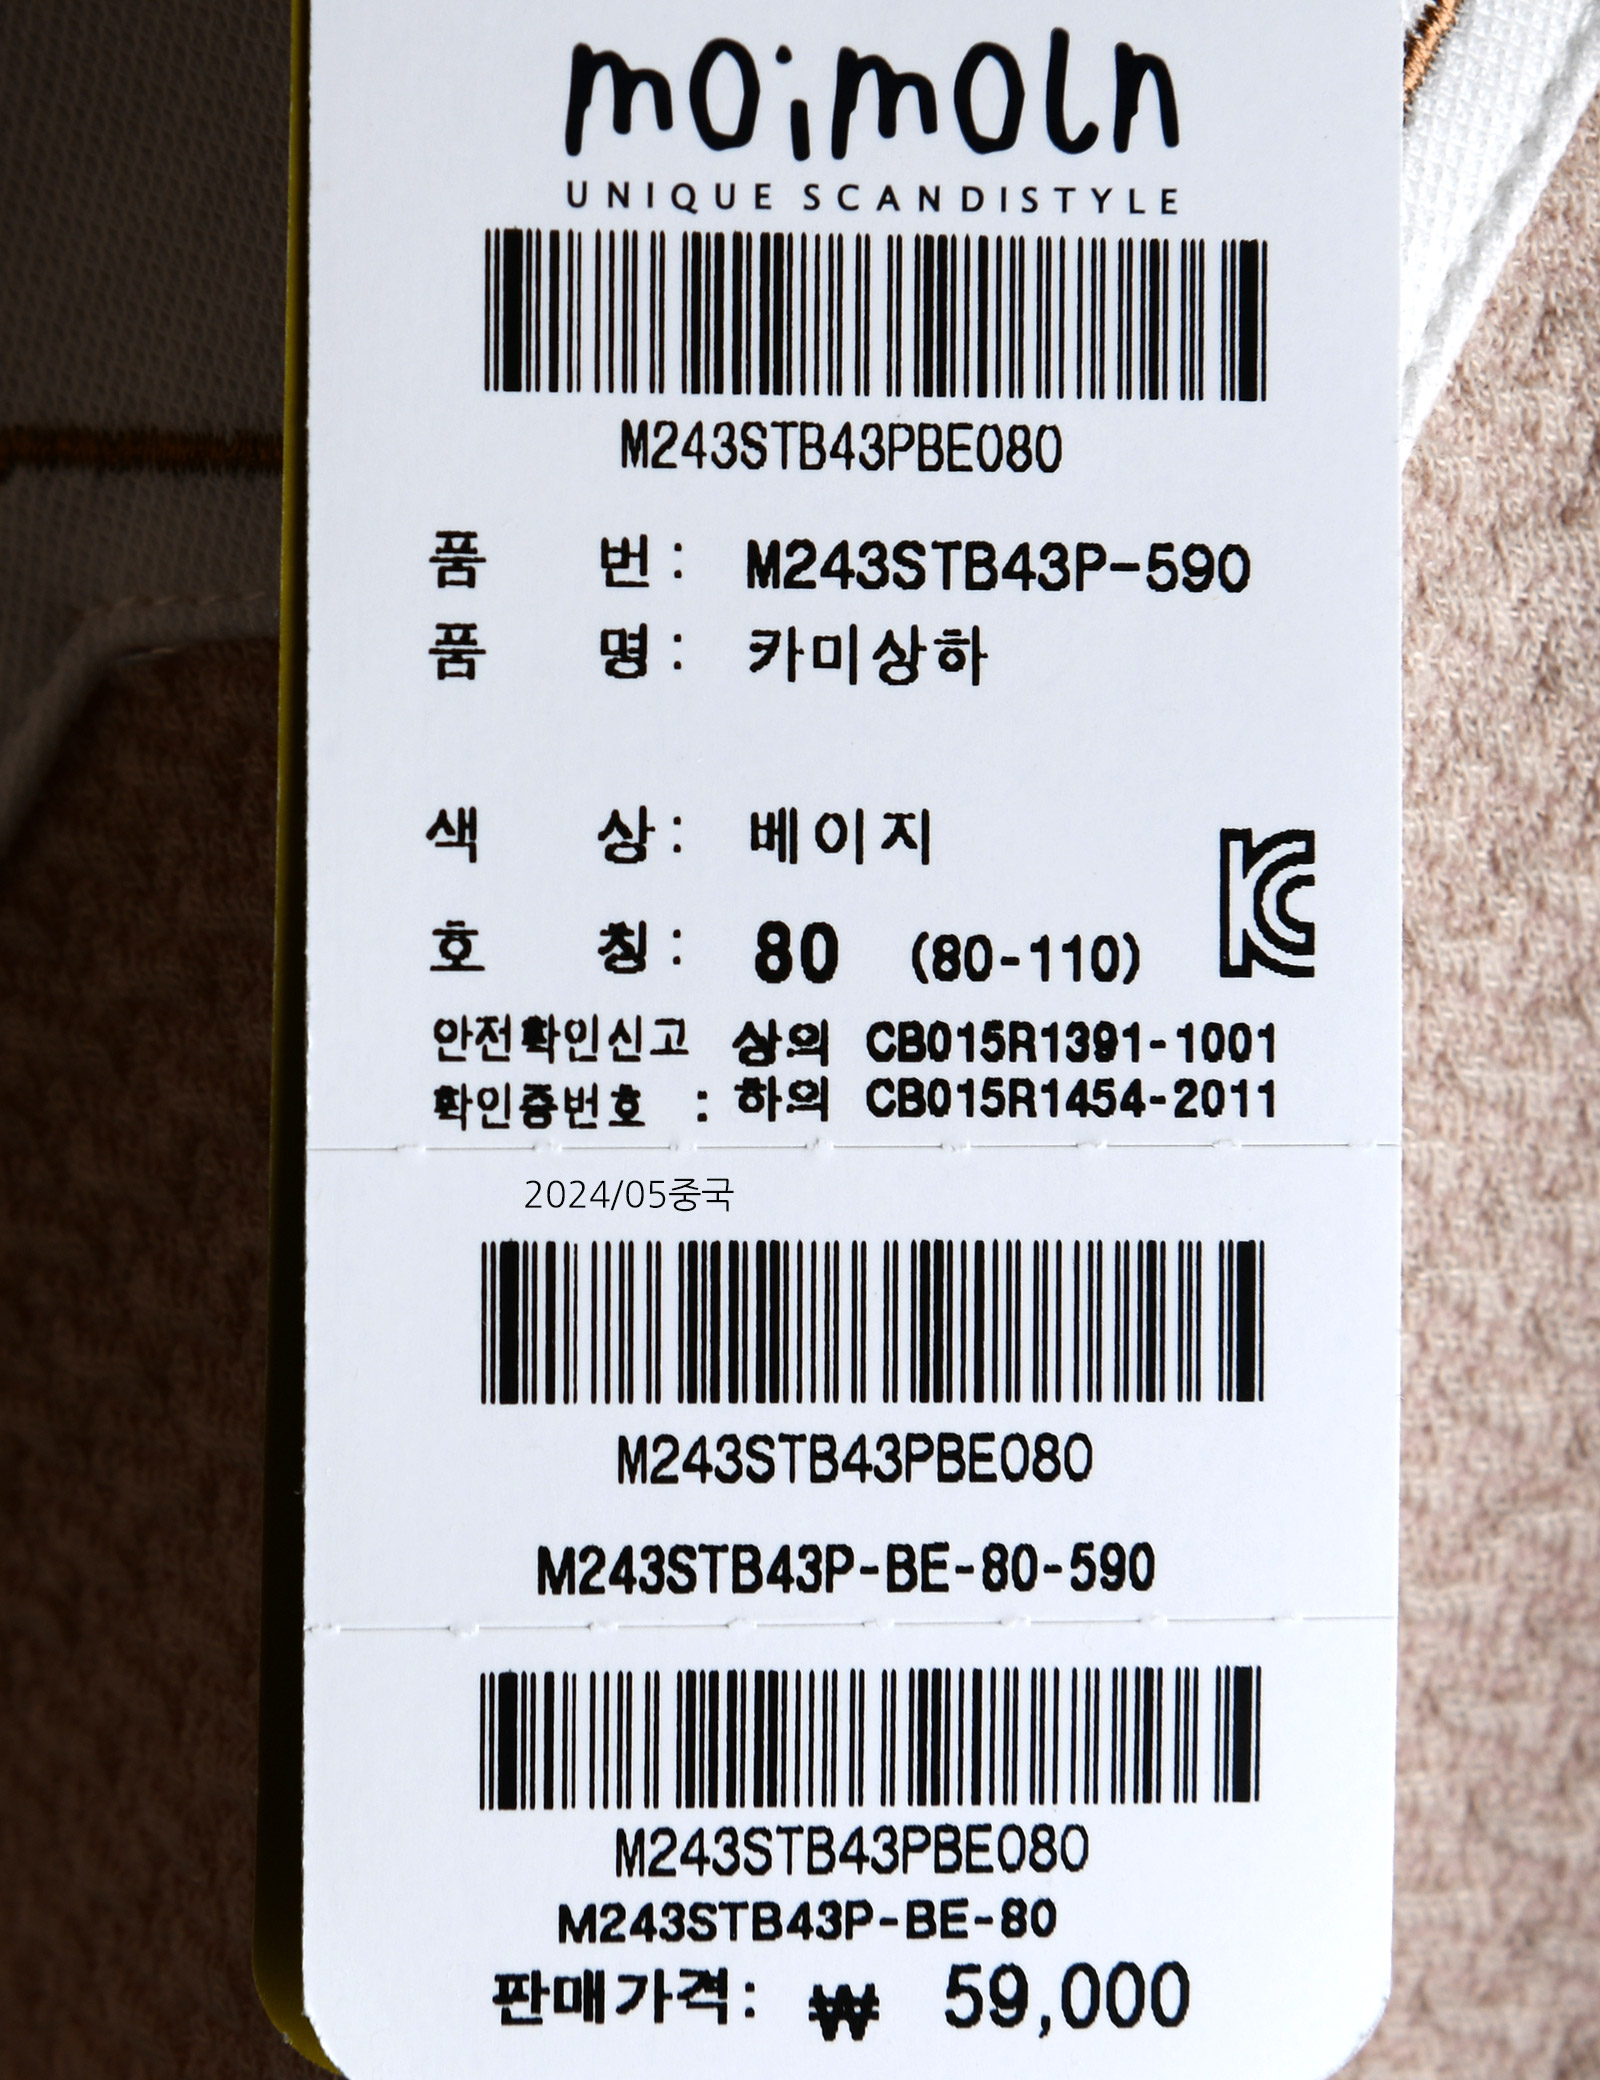 moimoln
UNIQUE SCANDISTYLE
M243STB43PBE080
품 번 : M243STB43P-590
품 명 : 카미상하
색 상 : 베이지
호 칭 : 80 (80-110)
안전확인신고 상의 CB015R1391-1001
확인증번호 : 하의 CB015R1454-2011
2024/05중국
M243STB43PBE080
M243STB43P-BE-80-590
M243STB43PBE080
M243STB43P-BE-80
판매가격: ₩ 59,000